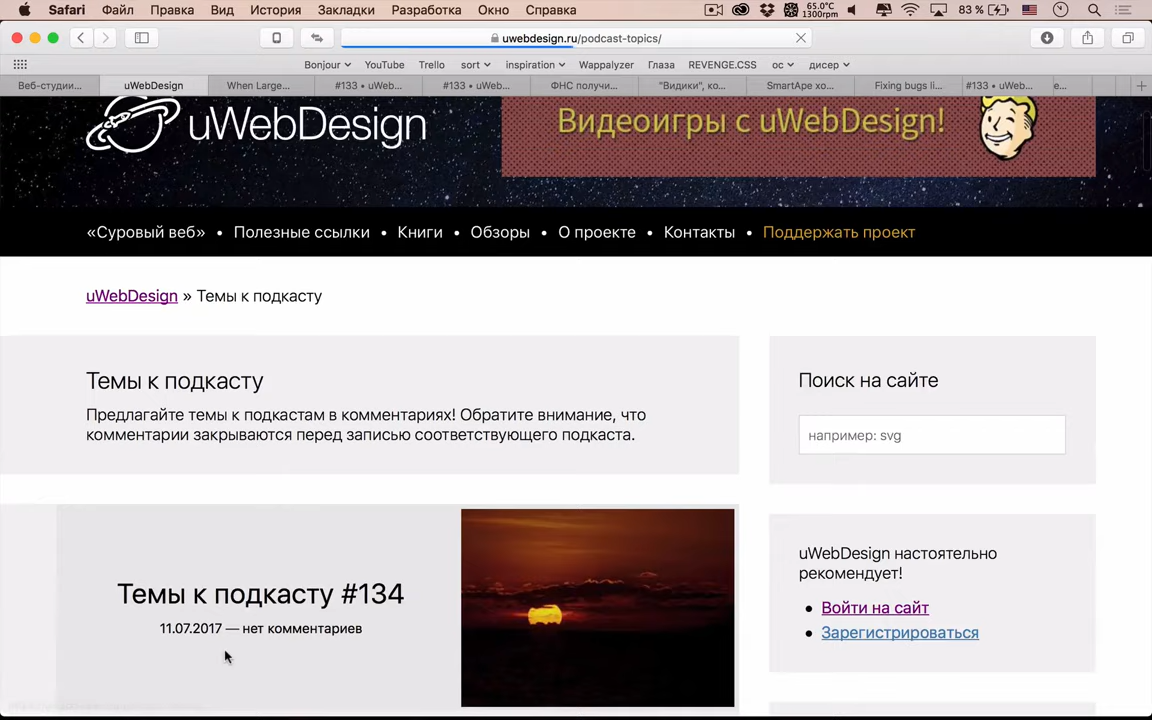 Safari Файл Правка Вид История Закладки Разработка Окно Справка 65.0°C 1300rpm 83 %
uwebdesign.ru/podcast-topics/
Bonjour YouTube Trello sort inspiration Wappalyzer Глаза REVENGE.CSS ос дисер
Веб-студии... uWebDesign When Large... #133 • uWeb... #133 • uWeb... ФНС получи... "Видики", ко... SmartApe хо... Fixing bugs li... #133 • uWeb... е...
uWebDesign Видеоигры с uWebDesign!
«Суровый веб» • Полезные ссылки • Книги • Обзоры • О проекте • Контакты • Поддержать проект
uWebDesign » Темы к подкасту
Темы к подкасту
Предлагайте темы к подкастам в комментариях! Обратите внимание, что
комментарии закрываются перед записью соответствующего подкаста.
Поиск на сайте
например: svg
Темы к подкасту #134
11.07.2017 — нет комментариев
uWebDesign настоятельно
рекомендует!
• Войти на сайт
• Зарегистрироваться